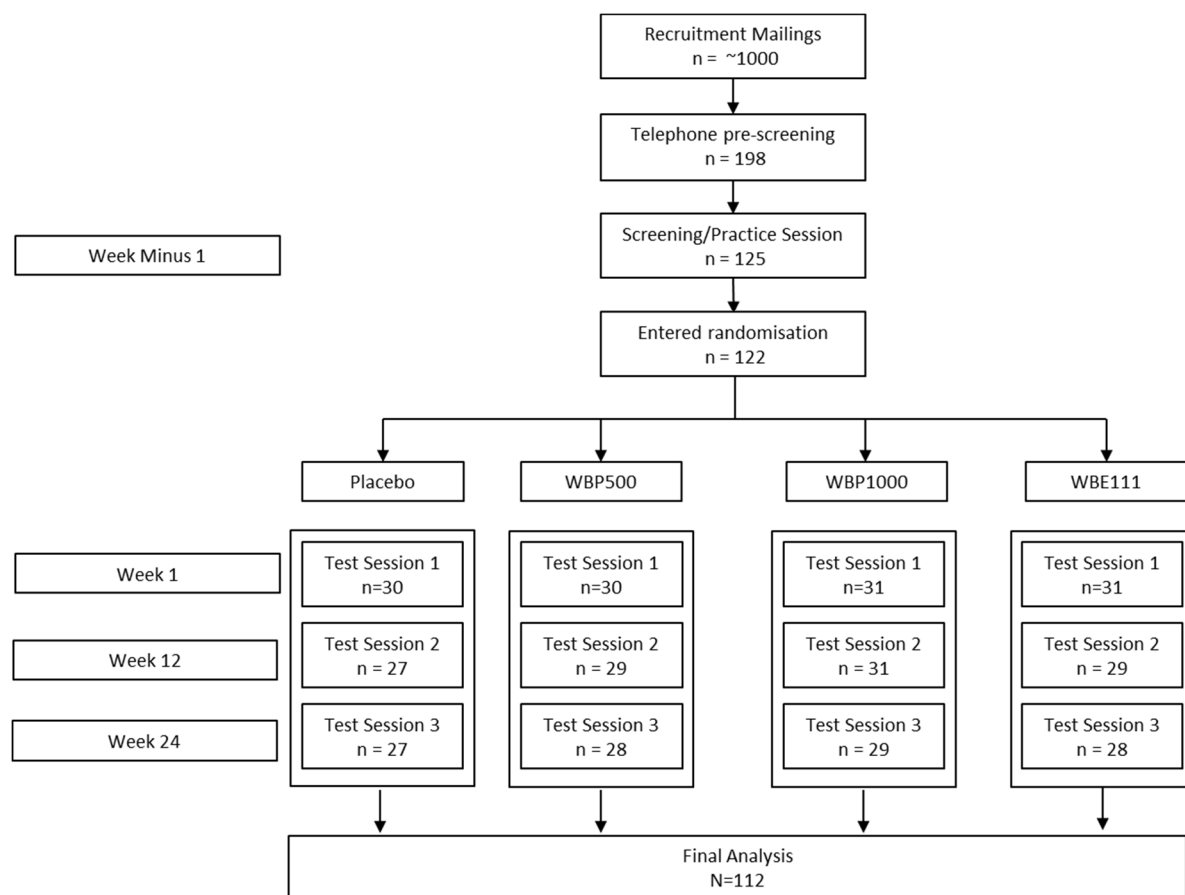 Recruitment Mailings
n = ~1000
Telephone pre-screening
n = 198
Week Minus 1
Screening/Practice Session
n = 125
Entered randomisation
n = 122
Placebo
WBP500
WBP1000
WBE111
Week 1
Test Session 1
n=30
Test Session 1
n=30
Test Session 1
n=31
Test Session 1
n=31
Week 12
Test Session 2
n = 27
Test Session 2
n = 29
Test Session 2
n = 31
Test Session 2
n = 29
Week 24
Test Session 3
n = 27
Test Session 3
n = 28
Test Session 3
n = 29
Test Session 3
n = 28
Final Analysis
N=112